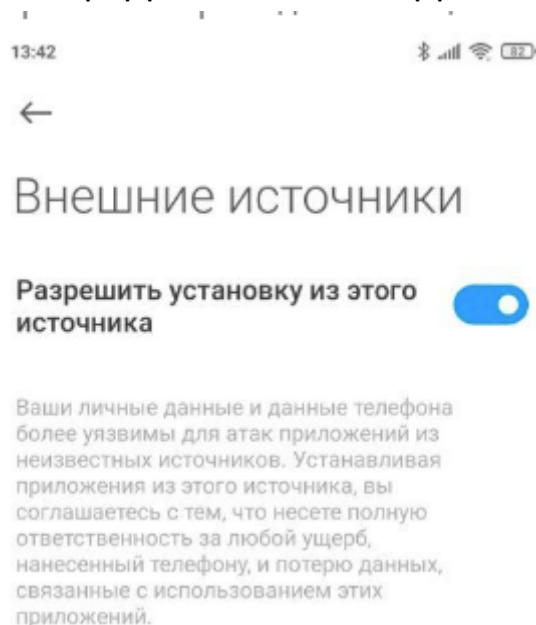 13:42
82
Внешние источники
Разрешить установку из этого
источника
Ваши личные данные и данные телефона
более уязвимы для атак приложений из
неизвестных источников. Устанавливая
приложения из этого источника, вы
соглашаетесь с тем, что несете полную
ответственность за любой ущерб,
нанесенный телефону, и потерю данных,
связанные с использованием этих
приложений.